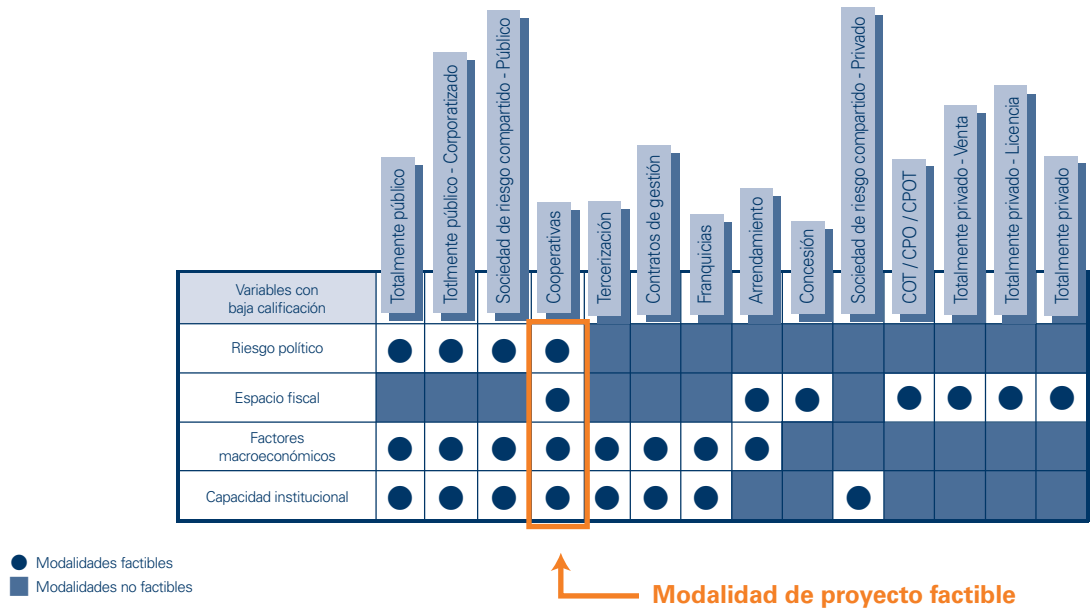 Totalmente público
Totlmente público - Corporatizado
Sociedad de riesgo compartido - Público
Cooperativas
Tercerización
Contratos de gestión
Franquicias
Arrendamiento
Concesión
Sociedad de riesgo compartido - Privado
COT / CPO / CPOT
Totalmente privado - Venta
Totalmente privado - Licencia
Totalmente privado
Variables con
baja calificación
Riesgo político
Espacio fiscal
Factores
macroeconómicos
Capacidad institucional
Modalidades factibles
Modalidades no factibles
Modalidad de proyecto factible